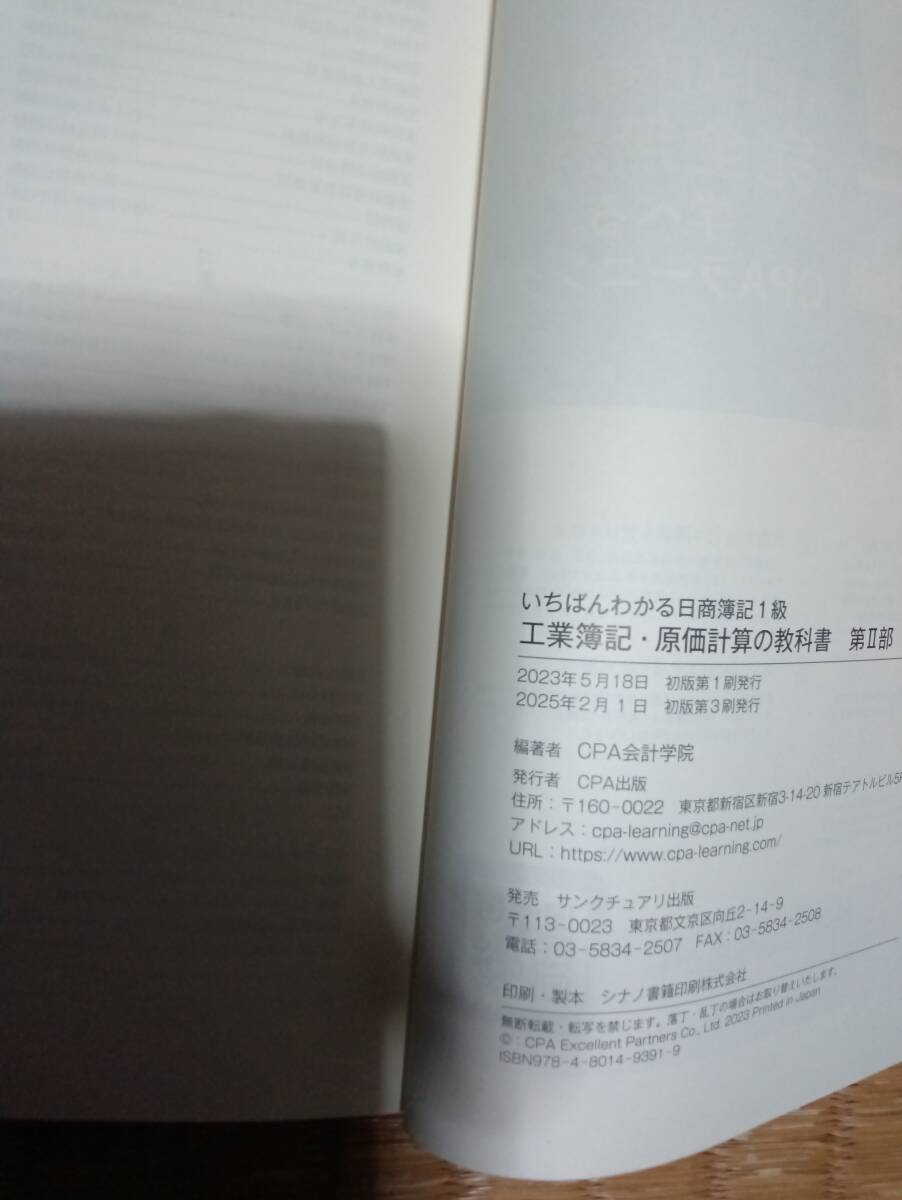 いちばんわかる日商簿記1級
工業簿記・原価計算の教科書 第Ⅱ部
2023年5月18日 初版第1刷発行
2025年2月1日 初版第3刷発行
編著者 CPA会計学院
発行者 CPA出版
住所：〒160-0022 東京都新宿区新宿3-14-20 新宿テアトルビル5F
アドレス：cpa-learning@cpa-net.jp
URL：https://www.cpa-learning.com/
発売 サンクチュアリ出版
〒113-0023 東京都文京区向丘2-14-9
電話：03-5834-2507 FAX：03-5834-2508
印刷・製本 シナノ書籍印刷株式会社
無断転載・転写を禁じます。落丁・乱丁の場合はお取り替えいたします。
©：CPA Excellent Partners Co., Ltd. 2023 Printed in Japan
ISBN978-4-8014-9391-9